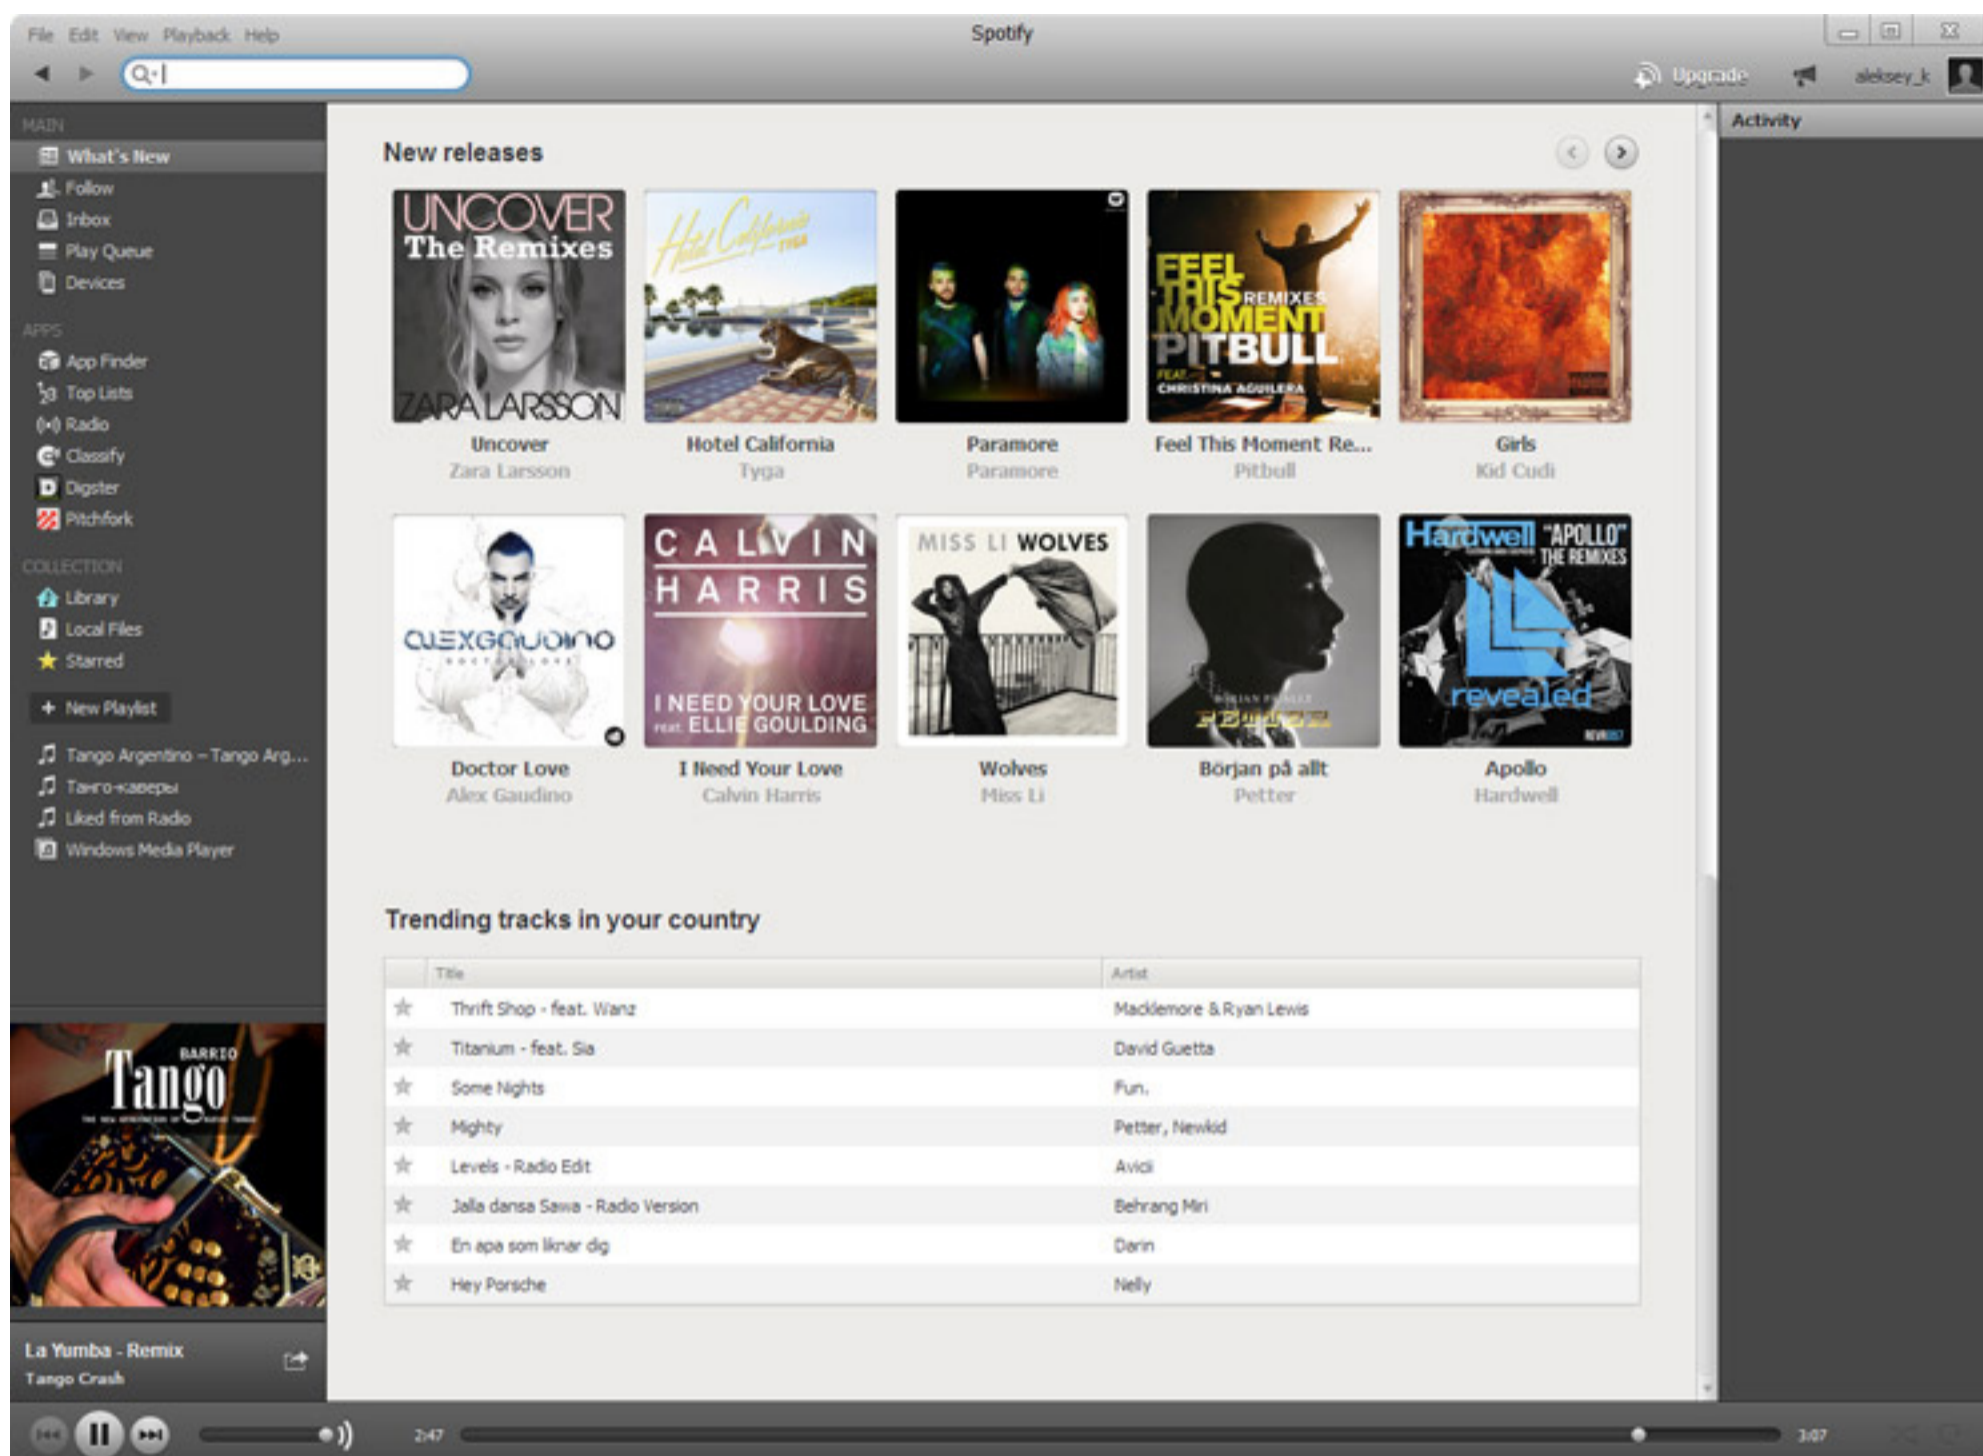 File Edit View Playback Help
Spotify
Upgrade
aleksey_k
MAIN
What's New
Follow
Inbox
Play Queue
Devices
APPS
App Finder
Top Lists
Radio
Classify
Digster
Pitchfork
COLLECTION
Library
Local Files
Starred
+ New Playlist
Tango Argentino – Tango Arg...
Танго-каверы
Liked from Radio
Windows Media Player
BARRIO
Tango
La Yumba - Remix
Tango Crash
New releases
UNCOVER
The Remixes
ZARA LARSSON
Uncover
Zara Larsson
Hotel California
TYGA
Hotel California
Tyga
Paramore
Paramore
FEEL
THIS REMIXES
MOMENT
PITBULL
FEAT.
CHRISTINA AGUILERA
Feel This Moment Re...
Pitbull
Girls
Kid Cudi
ALEXGAUDINO
DOCTOR LOVE
Doctor Love
Alex Gaudino
CALVIN
HARRIS
I NEED YOUR LOVE
FEAT. ELLIE GOULDING
I Need Your Love
Calvin Harris
MISS LI WOLVES
Wolves
Miss Li
BÖRJAN PÅ ALLT
PETTER
Början på allt
Petter
Hardwell "APOLLO"
THE REMIXES
revealed
REVR057
Apollo
Hardwell
Trending tracks in your country
Title Artist
Thrift Shop - feat. Wanz Macklemore & Ryan Lewis
Titanium - feat. Sia David Guetta
Some Nights Fun.
Mighty Petter, Newkid
Levels - Radio Edit Avicii
Jalla dansa Sawa - Radio Version Behrang Miri
En apa som liknar dig Darin
Hey Porsche Nelly
Activity
2:47
3:07